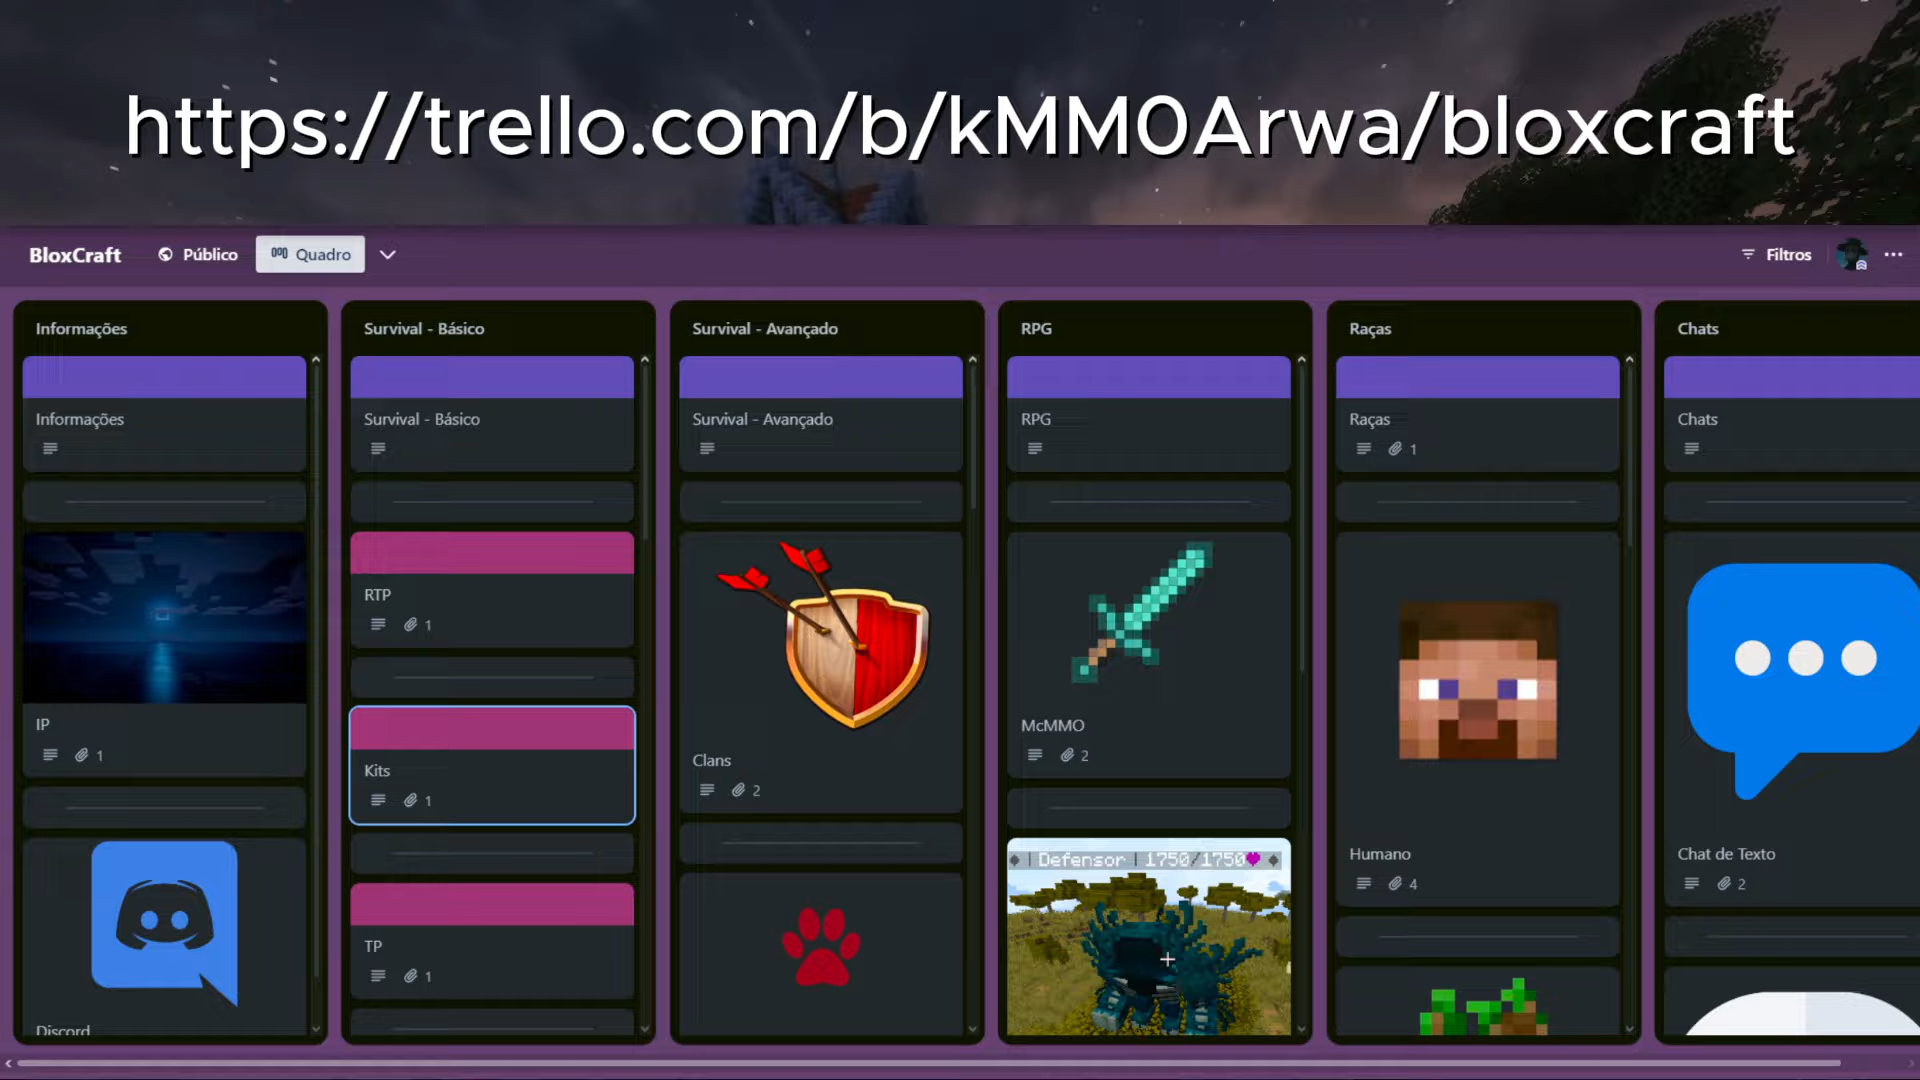 https://trello.com/b/kMM0Arwa/bloxcraft
BloxCraft
Público
Quadro
Filtros
Informações
Informações
IP
1
Discord
Survival - Básico
Survival - Básico
RTP
1
Kits
1
TP
1
Survival - Avançado
Survival - Avançado
Clans
2
RPG
RPG
McMMO
2
| Defensor | 1750/1750
Raças
Raças
1
Humano
4
Chats
Chats
Chat de Texto
2